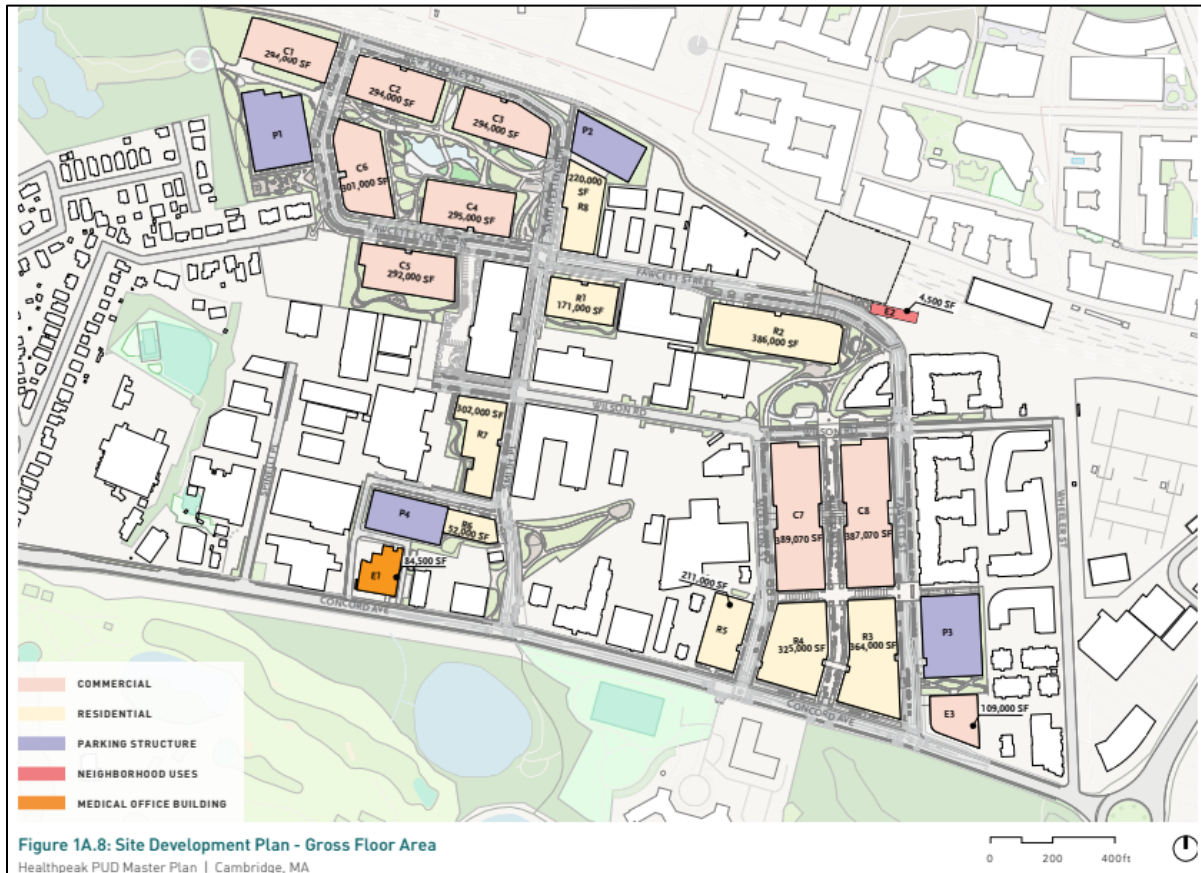 C1
294,000 SF
C2
294,000 SF
C3
294,000 SF
P1
P2
C6
301,000 SF
220,000
SF
R8
C4
295,000 SF
C5
292,000 SF
FAWCETT STREET
4,500 SF
E2
R1
171,000 SF
R2
386,000 SF
302,000 SF
R7
WILSON RD
SPINELLI PL
SMITH PL
WHEELER ST
C7
389,070 SF
C8
387,070 SF
P4
R6
52,000 SF
84,500 SF
E1
CONCORD AVE
211,000 SF
R5
R4
325,000 SF
R3
364,000 SF
P3
CONCORD AVE
E3
109,000 SF
COMMERCIAL
RESIDENTIAL
PARKING STRUCTURE
NEIGHBORHOOD USES
MEDICAL OFFICE BUILDING
Figure 1A.8: Site Development Plan - Gross Floor Area
Healthpeak PUD Master Plan | Cambridge, MA
0 200 400ft